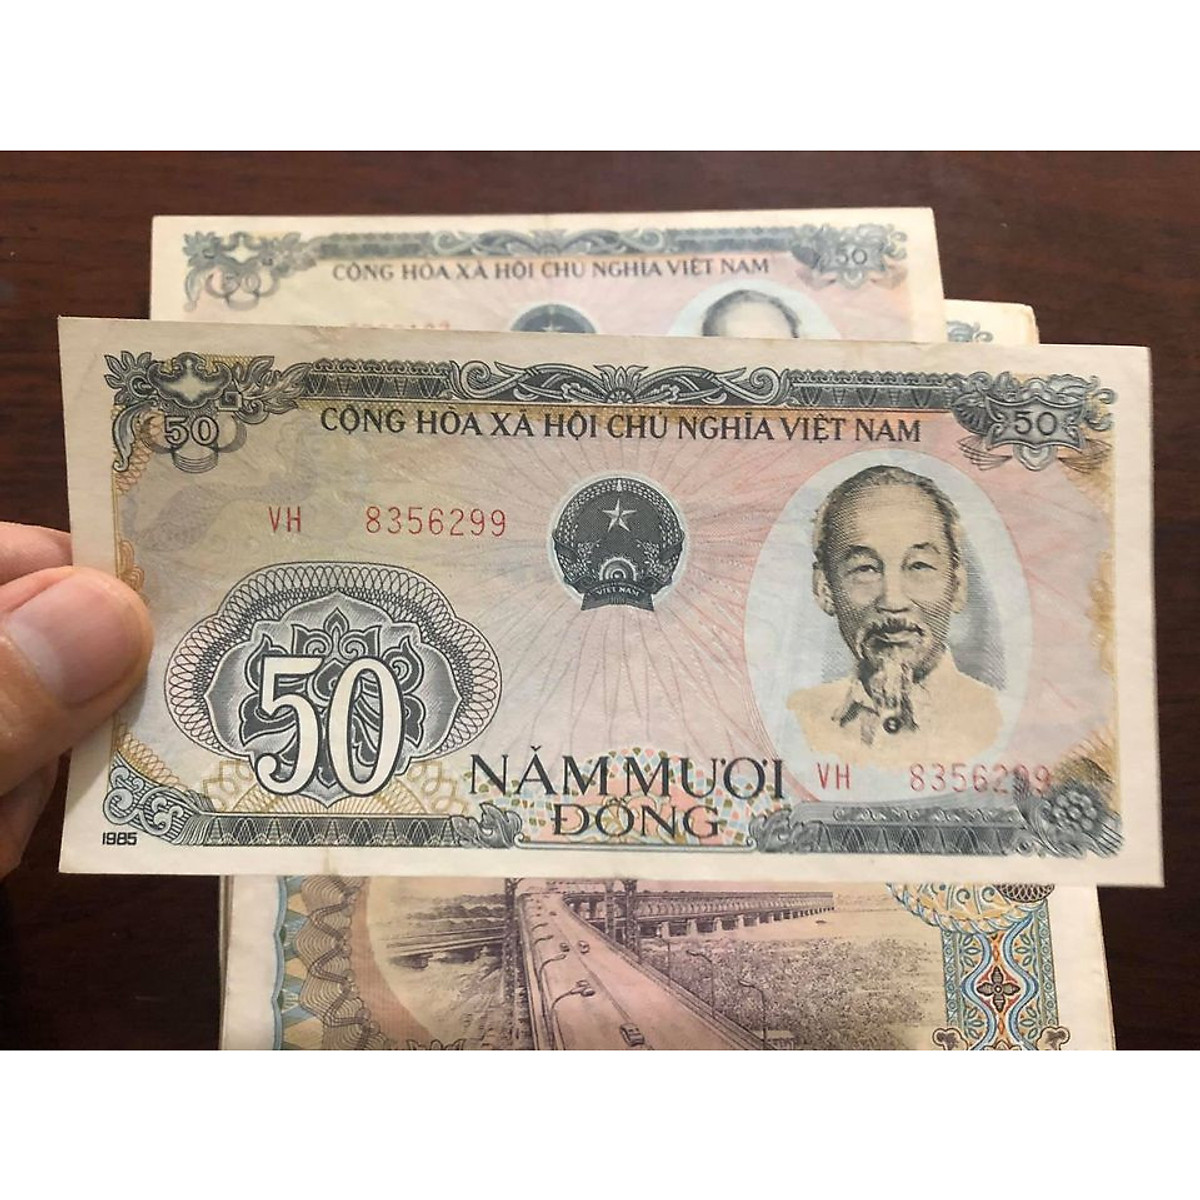 50
CỘNG HÒA XÃ HỘI CHỦ NGHĨA VIỆT NAM
50
50
CỘNG HÒA XÃ HỘI CHỦ NGHĨA VIỆT NAM
50
VH 8356299
VIỆT NAM
50
NĂM MƯƠI
ĐỒNG
VH 8356299
1985